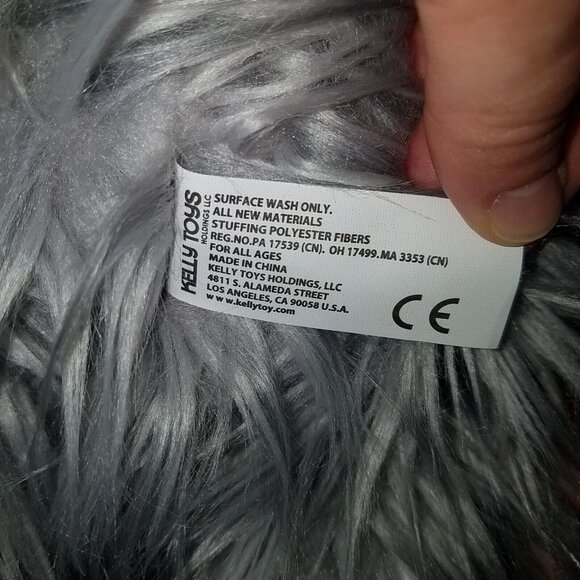 KELLY TOYS
HOLDINGS LLC
SURFACE WASH ONLY.
ALL NEW MATERIALS
STUFFING POLYESTER FIBERS
REG.NO.PA 17539 (CN). OH 17499.MA 3353 (CN)
FOR ALL AGES
MADE IN CHINA
KELLY TOYS HOLDINGS, LLC
4811 S. ALAMEDA STREET
LOS ANGELES, CA 90058 U.S.A.
www.kellytoy.com
CE